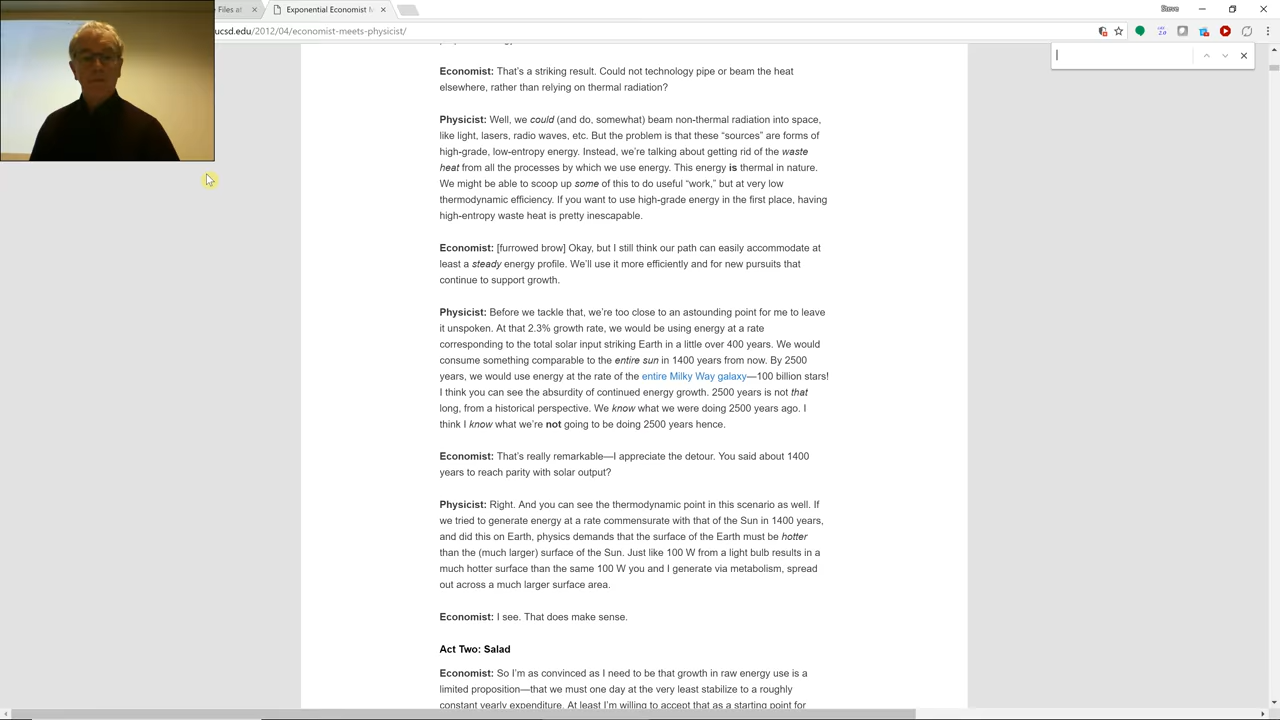 Files at
Exponential Economist M
Steve
ucsd.edu/2012/04/economist-meets-physicist/
Economist: That's a striking result. Could not technology pipe or beam the heat
elsewhere, rather than relying on thermal radiation?
Physicist: Well, we could (and do, somewhat) beam non-thermal radiation into space,
like light, lasers, radio waves, etc. But the problem is that these “sources” are forms of
high-grade, low-entropy energy. Instead, we're talking about getting rid of the waste
heat from all the processes by which we use energy. This energy is thermal in nature.
We might be able to scoop up some of this to do useful “work,” but at very low
thermodynamic efficiency. If you want to use high-grade energy in the first place, having
high-entropy waste heat is pretty inescapable.
Economist: [furrowed brow] Okay, but I still think our path can easily accommodate at
least a steady energy profile. We'll use it more efficiently and for new pursuits that
continue to support growth.
Physicist: Before we tackle that, we're too close to an astounding point for me to leave
it unspoken. At that 2.3% growth rate, we would be using energy at a rate
corresponding to the total solar input striking Earth in a little over 400 years. We would
consume something comparable to the entire sun in 1400 years from now. By 2500
years, we would use energy at the rate of the entire Milky Way galaxy—100 billion stars!
I think you can see the absurdity of continued energy growth. 2500 years is not that
long, from a historical perspective. We know what we were doing 2500 years ago. I
think I know what we're not going to be doing 2500 years hence.
Economist: That's really remarkable—I appreciate the detour. You said about 1400
years to reach parity with solar output?
Physicist: Right. And you can see the thermodynamic point in this scenario as well. If
we tried to generate energy at a rate commensurate with that of the Sun in 1400 years,
and did this on Earth, physics demands that the surface of the Earth must be hotter
than the (much larger) surface of the Sun. Just like 100 W from a light bulb results in a
much hotter surface than the same 100 W you and I generate via metabolism, spread
out across a much larger surface area.
Economist: I see. That does make sense.
Act Two: Salad
Economist: So I'm as convinced as I need to be that growth in raw energy use is a
limited proposition—that we must one day at the very least stabilize to a roughly
constant yearly expenditure. At least I'm willing to accept that as a starting point for